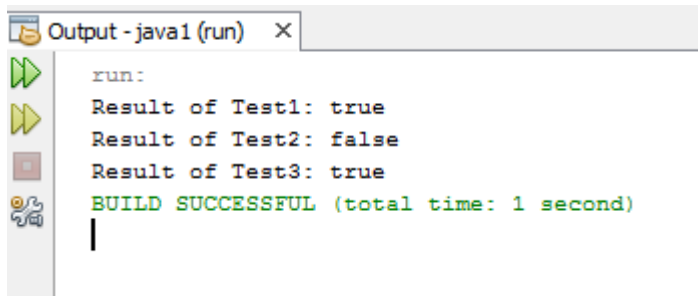 Output - java1 (run)
run:
Result of Test1: true
Result of Test2: false
Result of Test3: true
BUILD SUCCESSFUL (total time: 1 second)